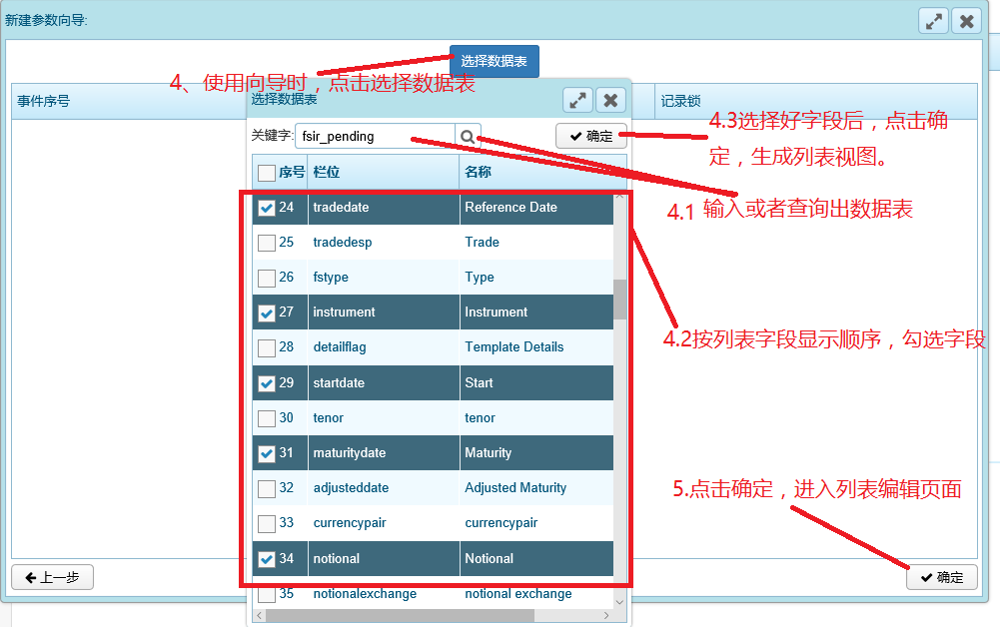 新建参数向导:
选择数据表
4、使用向导时，点击选择数据表
事件序号
选择数据表
记录锁
关键字:
fsir_pending
确定
4.3选择好字段后，点击确
定，生成列表视图。
序号 栏位 名称
4.1 输入或者查询出数据表
24 tradedate Reference Date
25 tradedesp Trade
26 fstype Type
27 instrument Instrument
28 detailflag Template Details
4.2按列表字段显示顺序，勾选字段
29 startdate Start
30 tenor tenor
31 maturitydate Maturity
32 adjusteddate Adjusted Maturity
5.点击确定，进入列表编辑页面
33 currencypair currencypair
34 notional Notional
35 notionalexchange notional exchange
上一步
确定